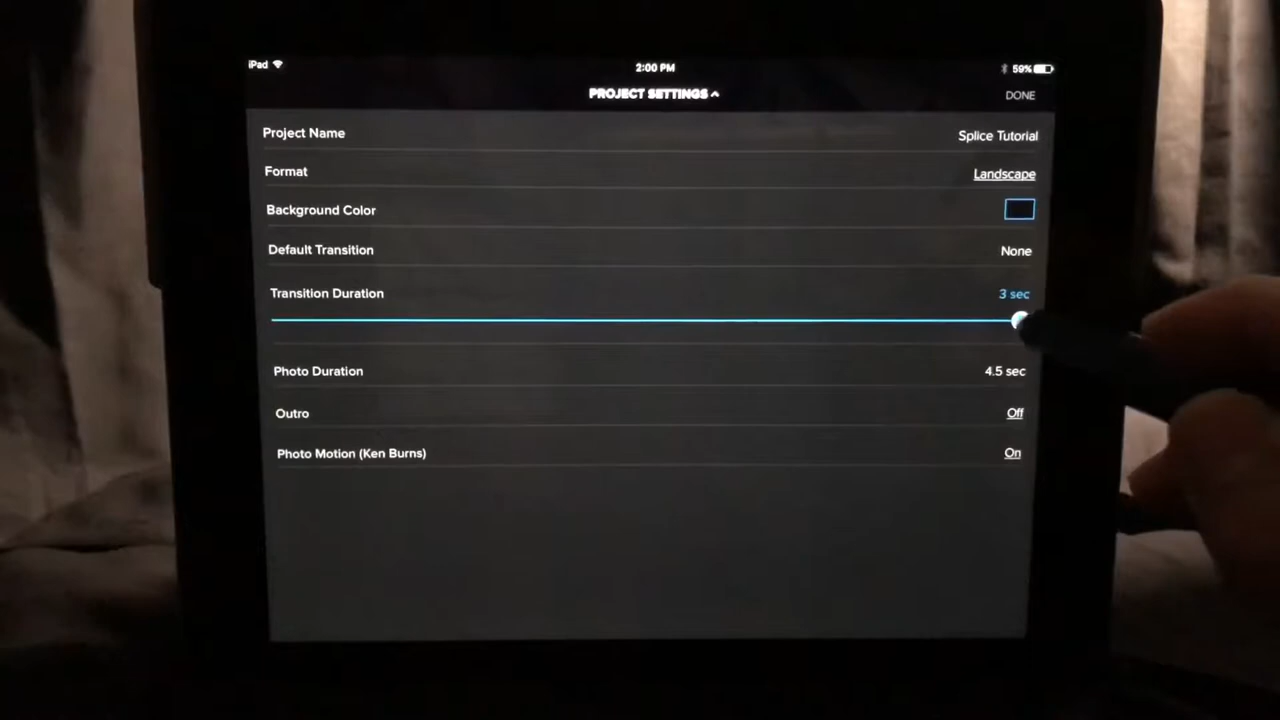 iPad
2:00 PM
59%
PROJECT SETTINGS
DONE
Project Name Splice Tutorial
Format Landscape
Background Color
Default Transition None
Transition Duration 3 sec
Photo Duration 4.5 sec
Outro Off
Photo Motion (Ken Burns) On